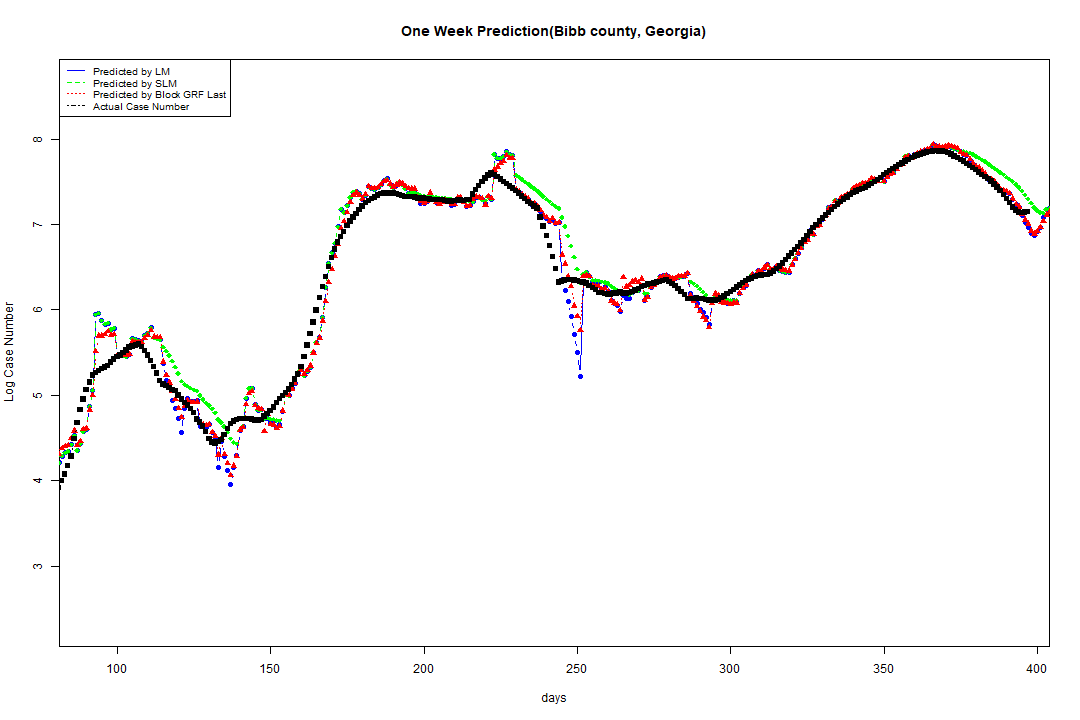 One Week Prediction(Bibb county, Georgia)
Predicted by LM
Predicted by SLM
Predicted by Block GRF Last
Actual Case Number
Log Case Number
8
7
6
5
4
3
100 150 200 250 300 350 400
days